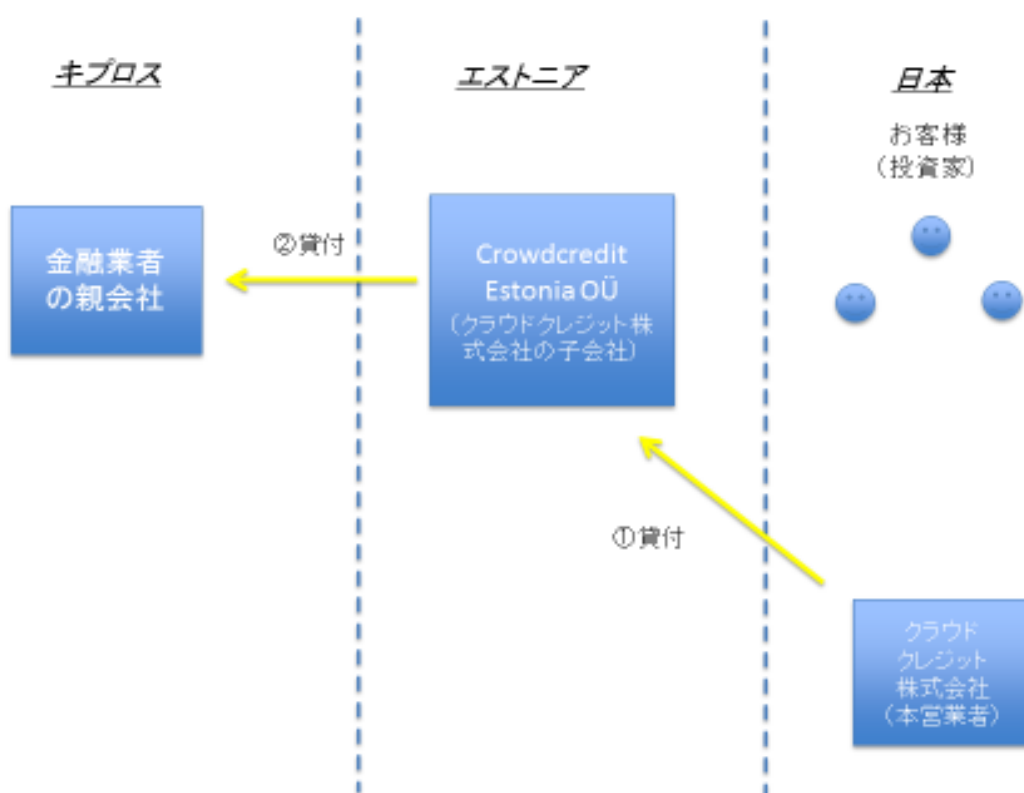 キプロス
エストニア
日本
お客様
（投資家）
金融業者
の親会社
②貸付
Crowdcredit
Estonia OÜ
（クラウドクレジット株
式会社の子会社）
①貸付
クラウド
クレジット
株式会社
（本営業者）